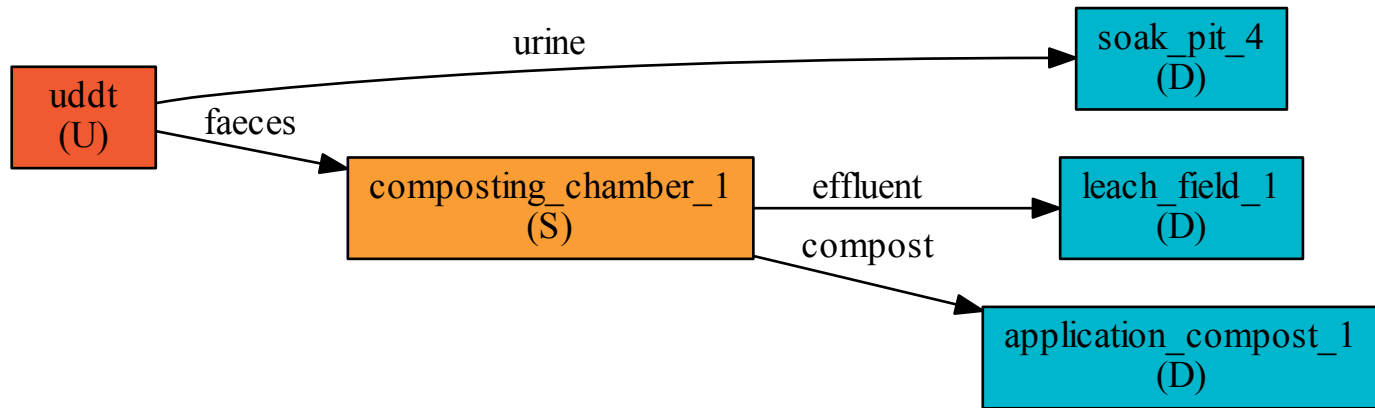 urine
soak_pit_4
(D)
uddt
(U)
faeces
composting_chamber_1
(S)
effluent
leach_field_1
(D)
compost
application_compost_1
(D)